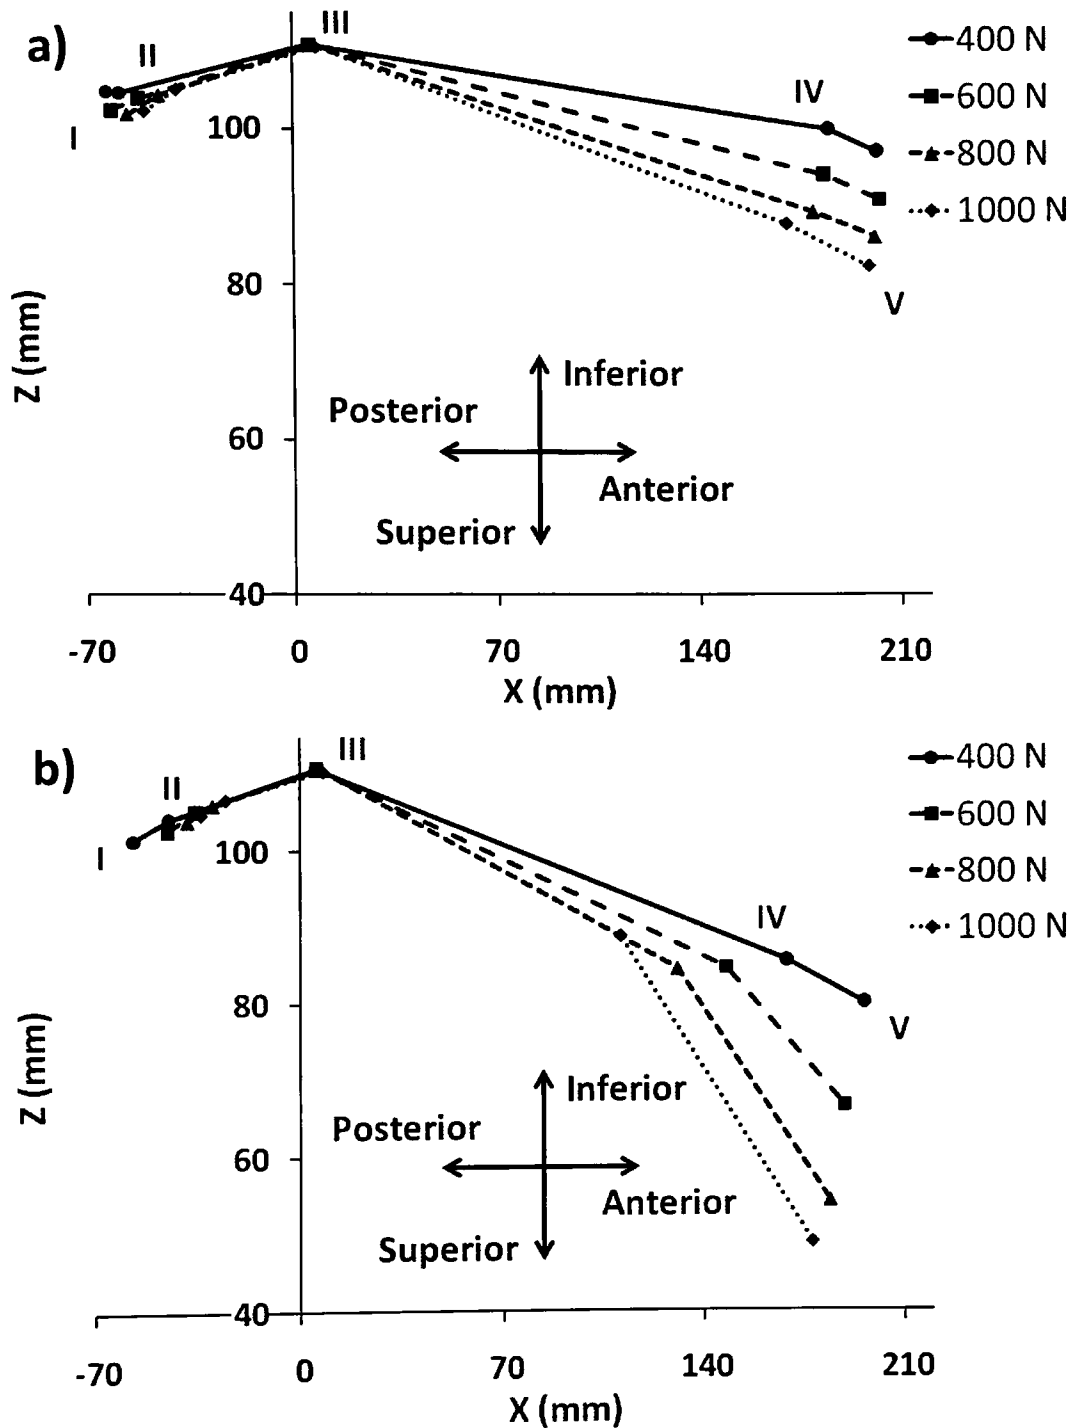 a)
I
II
III
IV
V
400 N
600 N
800 N
1000 N
100
80
60
40
Z (mm)
Inferior
Posterior
Anterior
Superior
-70
0
70
140
210
X (mm)
b)
I
II
III
IV
V
400 N
600 N
800 N
1000 N
100
80
60
40
Z (mm)
Inferior
Posterior
Anterior
Superior
-70
0
70
140
210
X (mm)